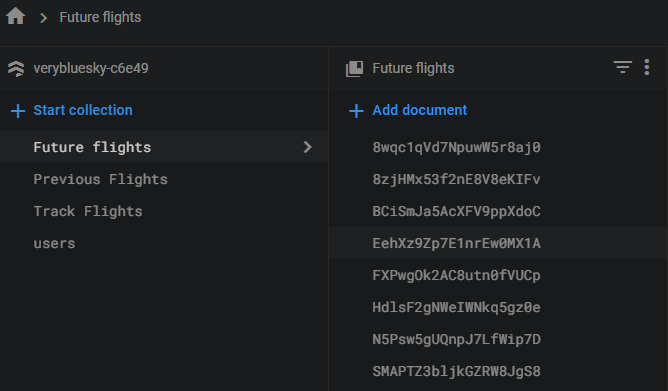 Future flights
verybluesky-c6e49
Future flights
Start collection
Add document
Future flights
Previous Flights
Track Flights
users
8wqc1qVd7NpuwW5r8aj0
8zjHMx53f2nE8V8eKIFv
BCiSmJa5AcXFV9ppXdoC
EehXz9Zp7E1nrEw0MX1A
FXPwgOk2AC8utn0fVUCp
HdlsF2gNWeIWNkq5gz0e
N5Psw5gUQnpJ7LfWip7D
SMAPTZ3bljkGZRW8JgS8